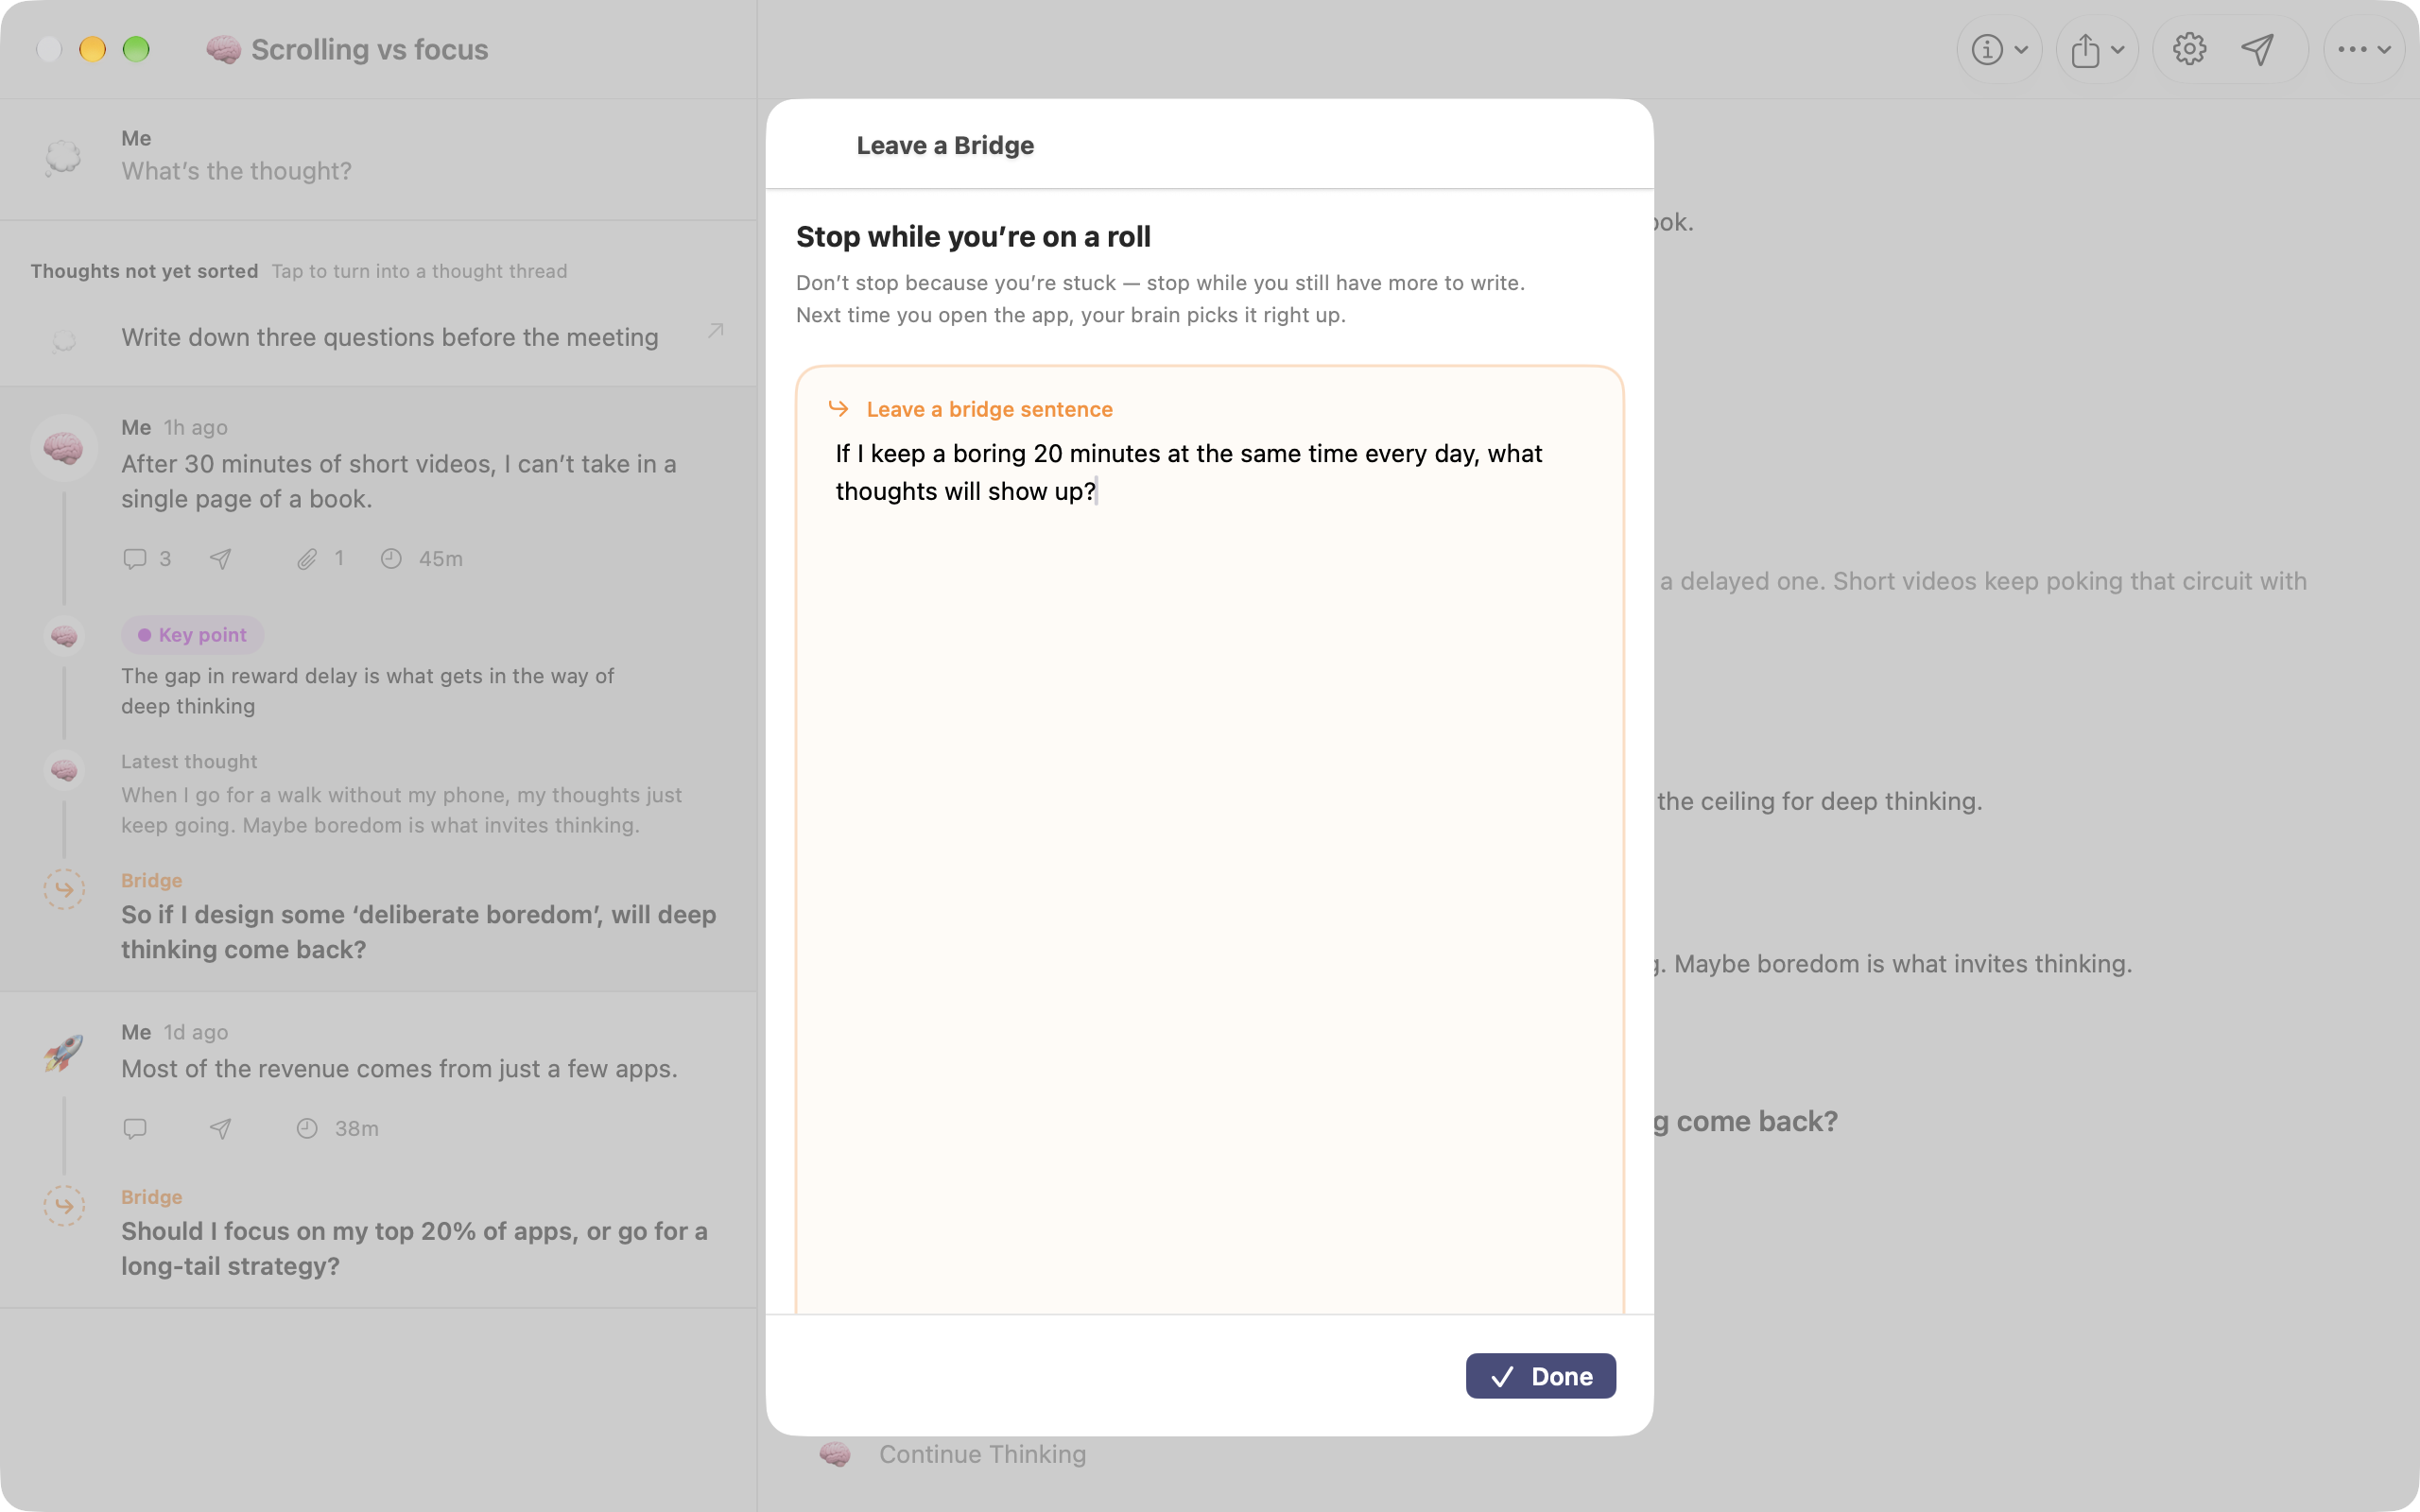 🧠 Scrolling vs focus
Me
What's the thought?
Thoughts not yet sorted Tap to turn into a thought thread
Write down three questions before the meeting
Me 1h ago
After 30 minutes of short videos, I can't take in a
single page of a book.
3 1 45m
Key point
The gap in reward delay is what gets in the way of
deep thinking
Latest thought
When I go for a walk without my phone, my thoughts just
keep going. Maybe boredom is what invites thinking.
Bridge
So if I design some ‘deliberate boredom’, will deep
thinking come back?
Me 1d ago
Most of the revenue comes from just a few apps.
38m
Bridge
Should I focus on my top 20% of apps, or go for a
long-tail strategy?
Leave a Bridge
Stop while you’re on a roll
Don’t stop because you’re stuck — stop while you still have more to write.
Next time you open the app, your brain picks it right up.
Leave a bridge sentence
If I keep a boring 20 minutes at the same time every day, what
thoughts will show up?
Done
a delayed one. Short videos keep poking that circuit with
the ceiling for deep thinking.
Maybe boredom is what invites thinking.
come back?
Continue Thinking